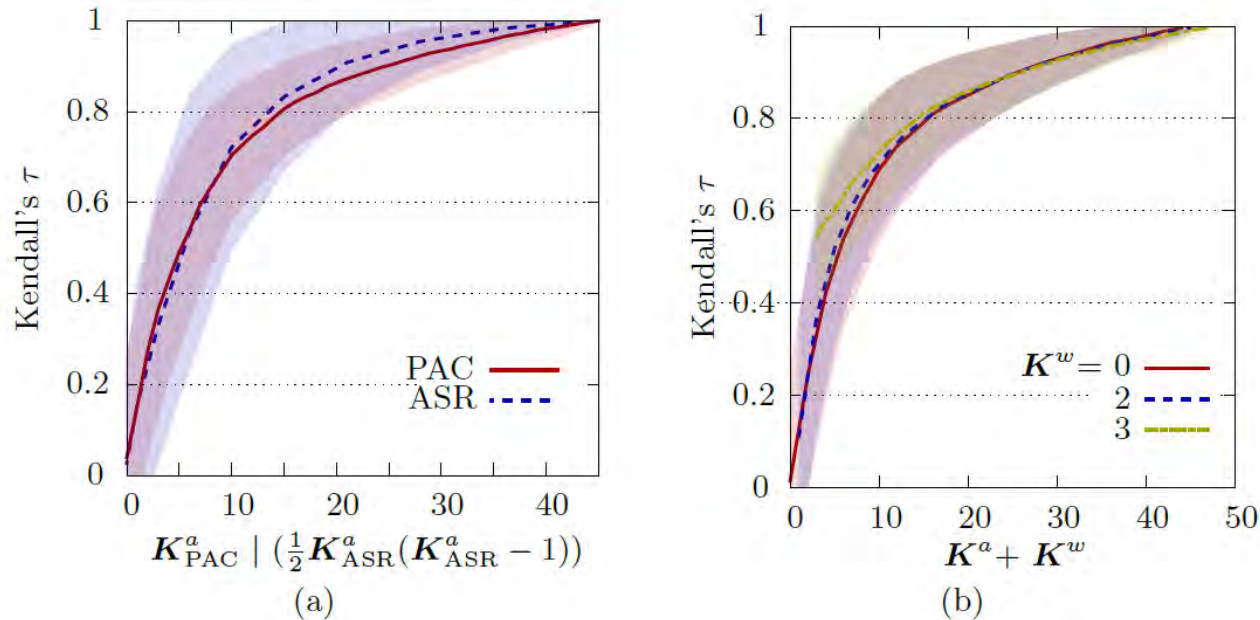 1
0.8
0.6
0.4
0.2
0
Kendall's τ
PAC
ASR
0 10 20 30 40
K^a_PAC | (½K^a_ASR(K^a_ASR − 1))
(a)
1
0.8
0.6
0.4
0.2
0
Kendall's τ
K^w = 0
2
3
0 10 20 30 40 50
K^a + K^w
(b)